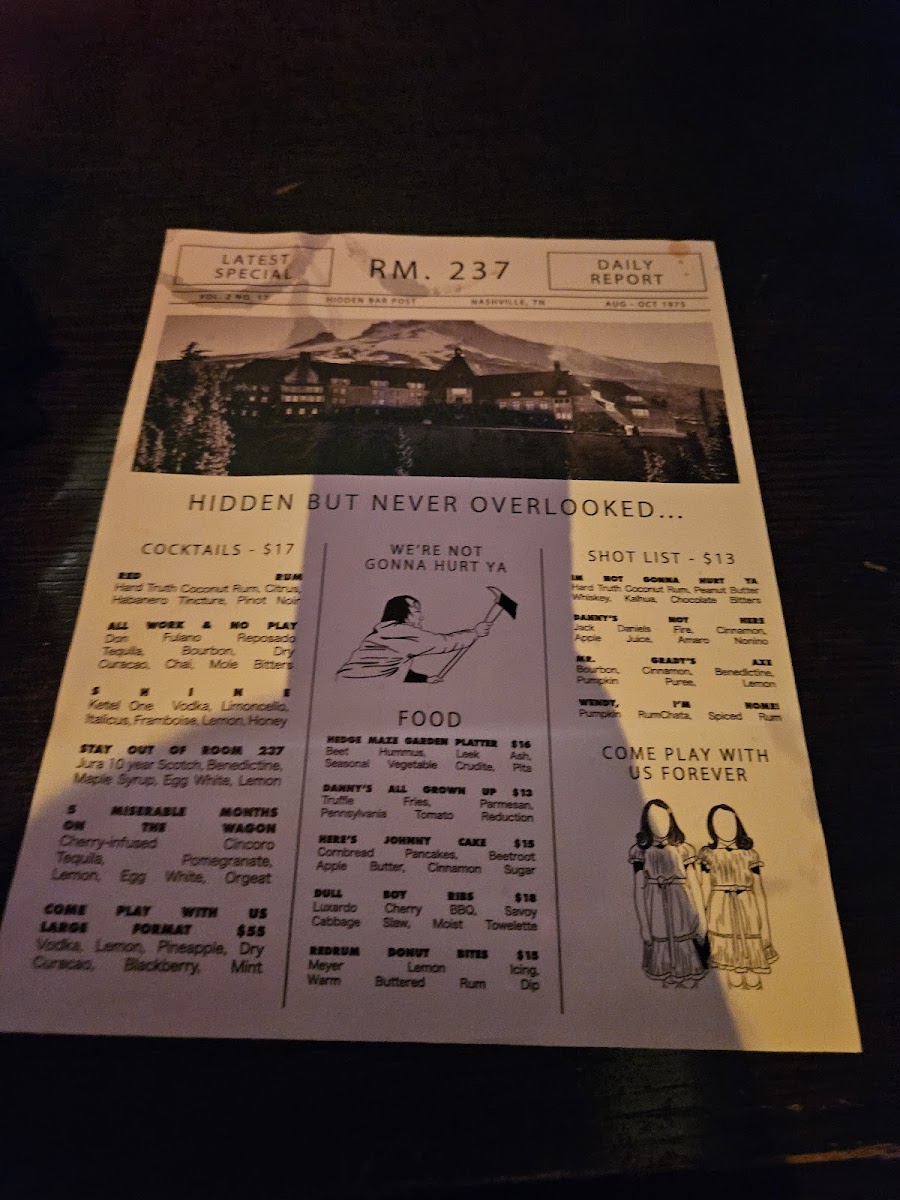 LATEST
SPECIAL
RM. 237
DAILY
REPORT
VOL. 2 NO. 17
HIDDEN BAR POST
NASHVILLE, TN
AUG - OCT 1975
HIDDEN BUT NEVER OVERLOOKED...
COCKTAILS - $17
RED RUM
Hard Truth Coconut Rum, Citrus,
Habanero Tincture, Pinot Noir
ALL WORK & NO PLAY
Don Fulano Reposado
Tequila, Bourbon, Dry
Curacao, Chai, Mole Bitters
SHINE
Ketel One Vodka, Limoncello,
Italicus, Framboise, Lemon, Honey
STAY OUT OF ROOM 237
Jura 10 year Scotch, Benedictine,
Maple Syrup, Egg White, Lemon
5 MISERABLE MONTHS
ON THE WAGON
Cherry-infused Cincoro
Tequila, Pomegranate,
Lemon, Egg White, Orgeat
COME PLAY WITH US
LARGE FORMAT $55
Vodka, Lemon, Pineapple, Dry
Curacao, Blackberry, Mint
WE'RE NOT
GONNA HURT YA
FOOD
HEDGE MAZE GARDEN PLATTER $16
Beet Hummus, Leek Ash,
Seasonal Vegetable Crudite, Pita
DANNY'S ALL GROWN UP $13
Truffle Fries, Parmesan,
Pennsylvania Tomato Reduction
HERE'S JOHNNY CAKE $15
Cornbread Pancakes, Beetroot
Apple Butter, Cinnamon Sugar
DULL BOY RIBS $18
Luxardo Cherry BBQ, Savoy
Cabbage Slaw, Moist Towelette
REDRUM DONUT BITES $15
Meyer Lemon Icing,
Warm Buttered Rum Dip
SHOT LIST - $13
IM NOT GONNA HURT YA
Hard Truth Coconut Rum, Peanut Butter
Whiskey, Kalhua, Chocolate Bitters
DANNY'S NOT HERE
Jack Daniels Fire, Cinnamon,
Apple Juice, Amaro Nonino
MR. GRADY'S AXE
Bourbon, Cinnamon, Benedictine,
Pumpkin Puree, Lemon
WENDY, I'M HOME!
Pumpkin RumChata, Spiced Rum
COME PLAY WITH
US FOREVER